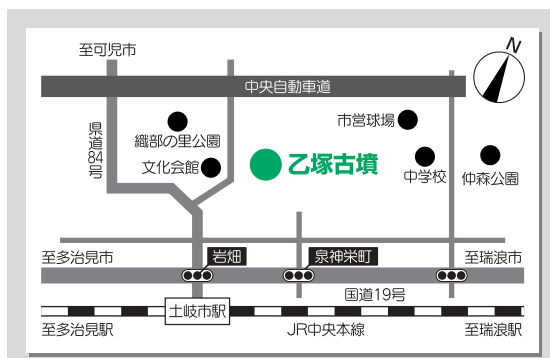 至可児市
N
中央自動車道
県道84号
織部の里公園
市営球場
文化会館
乙塚古墳
中学校
仲森公園
至多治見市
岩畑
泉神栄町
至瑞浪市
国道19号
土岐市駅
至多治見駅
JR中央本線
至瑞浪駅